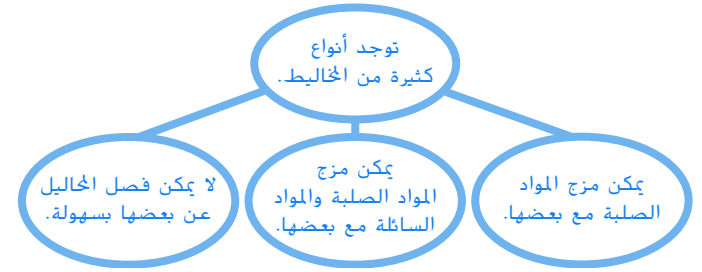 توجد أنواع
كثيرة من المخاليط.
يمكن مزج المواد
الصلبة مع بعضها.
يمكن مزج
المواد الصلبة والمواد
السائلة مع بعضها.
لا يمكن فصل المحاليل
عن بعضها بسهولة.